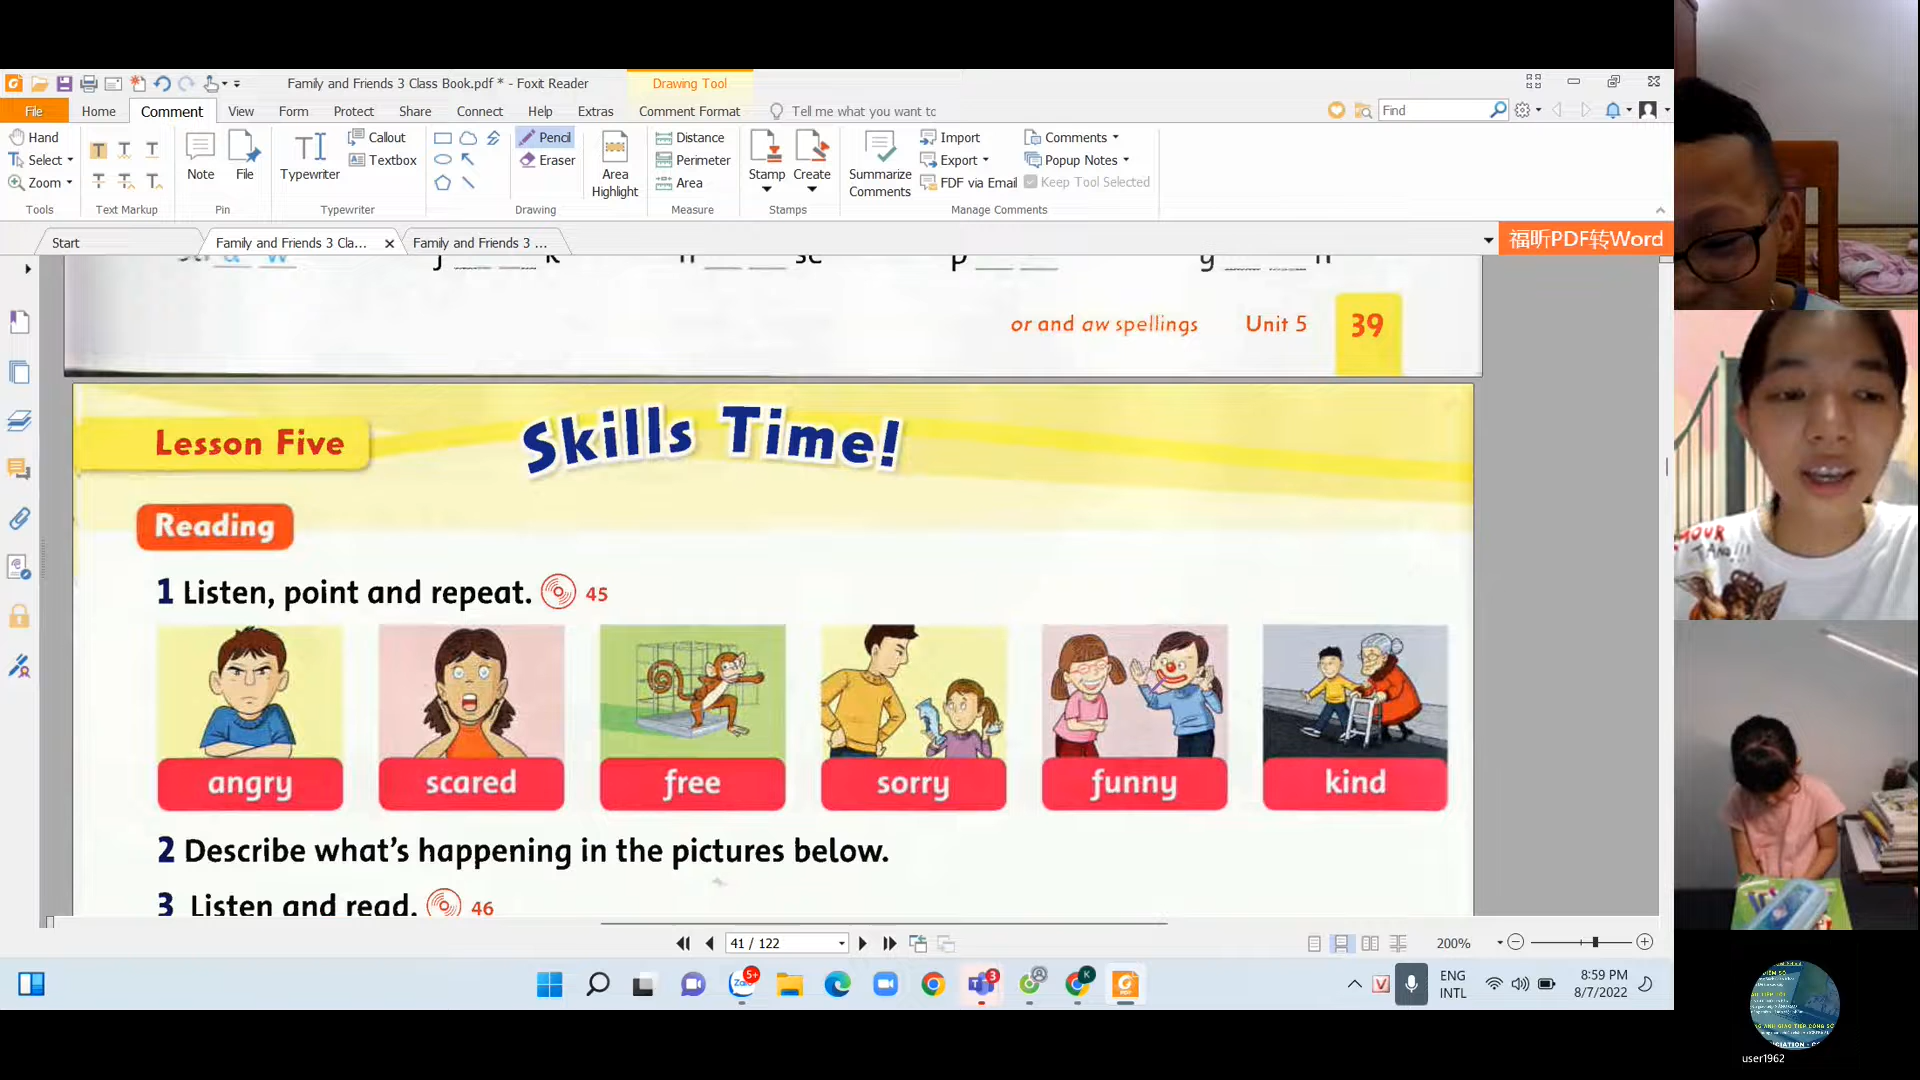 Family and Friends 3 Class Book.pdf * - Foxit Reader
Drawing Tool
File Home Comment View Form Protect Share Connect Help Extras Comment Format Tell me what you want to Find
Hand Select Zoom Tools
Text Markup
Note File Pin
Typewriter Callout Textbox Typewriter
Pencil Eraser Area Highlight Drawing
Distance Perimeter Area Measure
Stamp Create Stamps
Summarize Comments Import Export FDF via Email Comments Popup Notes Keep Tool Selected Manage Comments
Start Family and Friends 3 Cla... Family and Friends 3 ... 福昕PDF转Word
or and aw spellings Unit 5 39
Lesson Five Skills Time!
Reading
1 Listen, point and repeat. 45
angry scared free sorry funny kind
2 Describe what's happening in the pictures below.
3 Listen and read. 46
41 / 122 200%
Zalo 5+ 3 K V ENG INTL 8:59 PM 8/7/2022
user1962